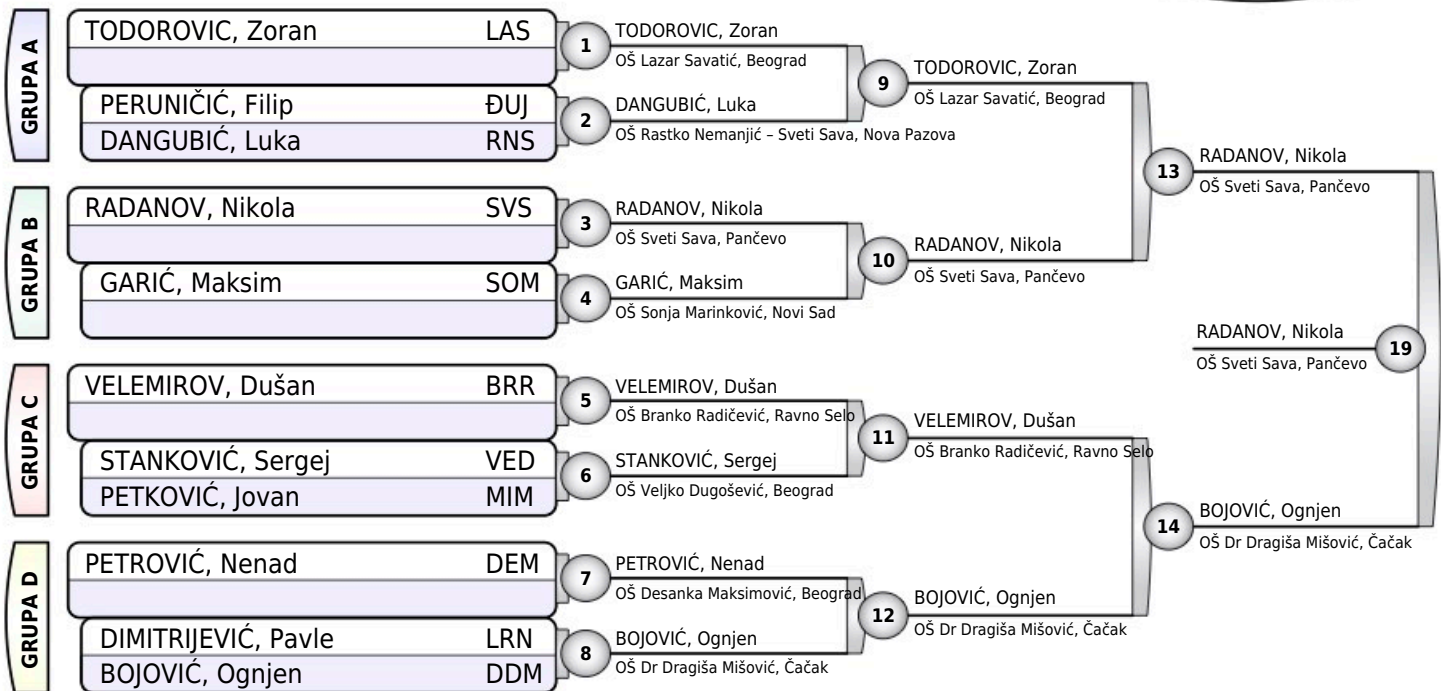 GRUPA A
TODOROVIC, Zoran LAS
PERUNIČIĆ, Filip ĐUJ
DANGUBIĆ, Luka RNS
GRUPA B
RADANOV, Nikola SVS
GARIĆ, Maksim SOM
GRUPA C
VELEMIROV, Dušan BRR
STANKOVIĆ, Sergej VED
PETKOVIĆ, Jovan MIM
GRUPA D
PETROVIĆ, Nenad DEM
DIMITRIJEVIĆ, Pavle LRN
BOJOVIĆ, Ognjen DDM
1
TODOROVIC, Zoran
OŠ Lazar Savatić, Beograd
2
DANGUBIĆ, Luka
OŠ Rastko Nemanjić – Sveti Sava, Nova Pazova
3
RADANOV, Nikola
OŠ Sveti Sava, Pančevo
4
GARIĆ, Maksim
OŠ Sonja Marinković, Novi Sad
5
VELEMIROV, Dušan
OŠ Branko Radičević, Ravno Selo
6
STANKOVIĆ, Sergej
OŠ Veljko Dugošević, Beograd
7
PETROVIĆ, Nenad
OŠ Desanka Maksimović, Beograd
8
BOJOVIĆ, Ognjen
OŠ Dr Dragiša Mišović, Čačak
9
TODOROVIC, Zoran
OŠ Lazar Savatić, Beograd
10
RADANOV, Nikola
OŠ Sveti Sava, Pančevo
11
VELEMIROV, Dušan
OŠ Branko Radičević, Ravno Selo
12
BOJOVIĆ, Ognjen
OŠ Dr Dragiša Mišović, Čačak
13
RADANOV, Nikola
OŠ Sveti Sava, Pančevo
14
BOJOVIĆ, Ognjen
OŠ Dr Dragiša Mišović, Čačak
RADANOV, Nikola
OŠ Sveti Sava, Pančevo
19